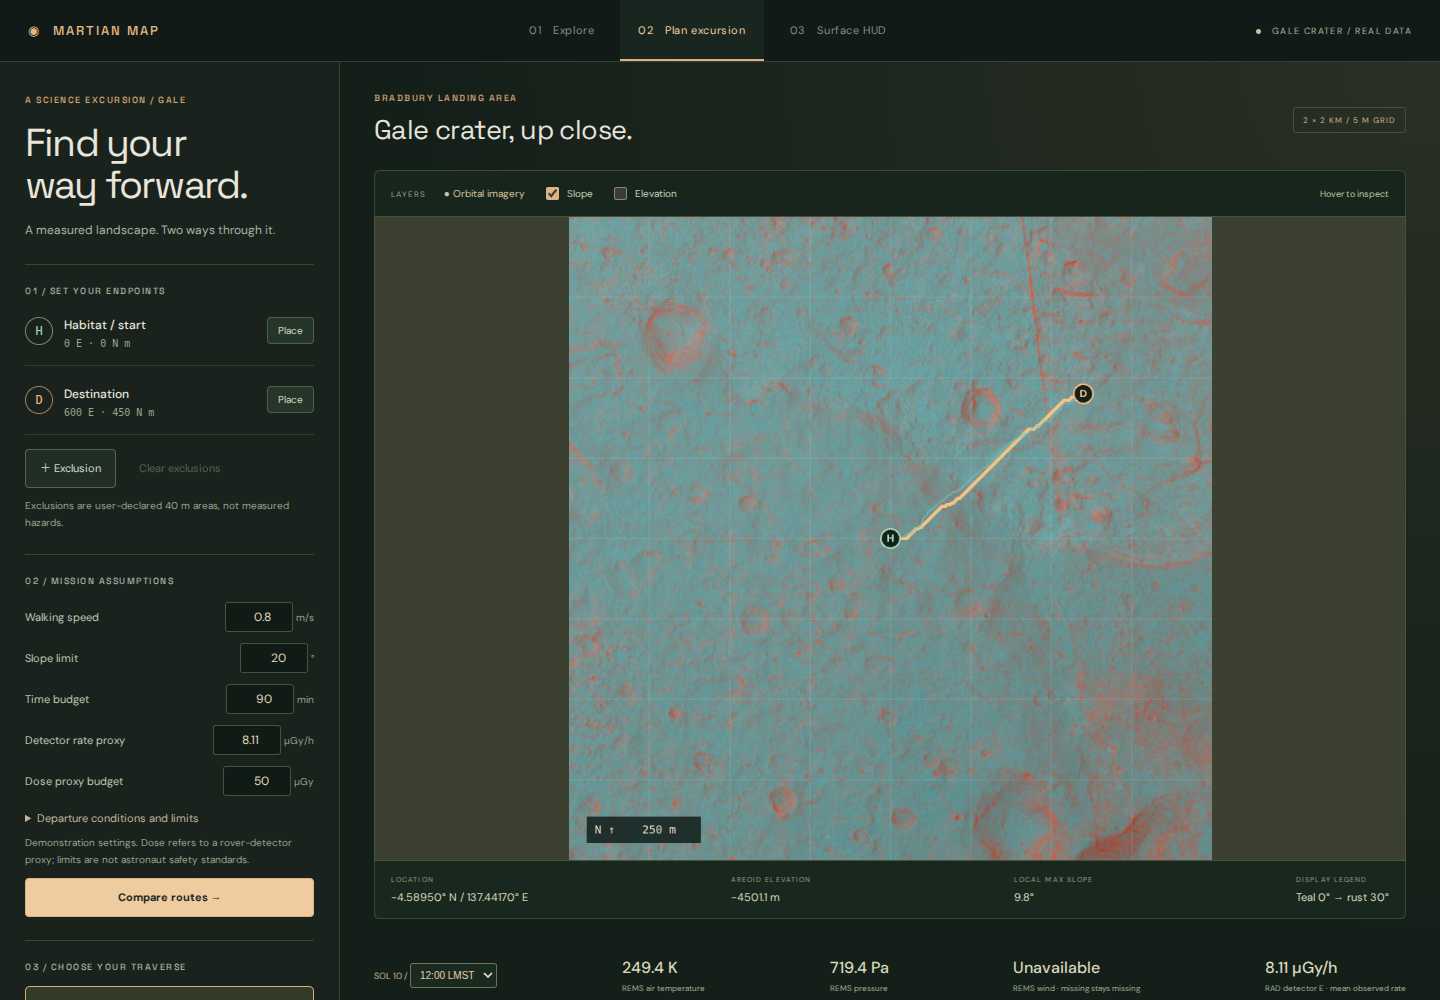 ◉ MARTIAN MAP
01 Explore
02 Plan excursion
03 Surface HUD
● GALE CRATER / REAL DATA
A SCIENCE EXCURSION / GALE
Find your
way forward.
A measured landscape. Two ways through it.
01 / SET YOUR ENDPOINTS
H
Habitat / start
0 E · 0 N m
Place
D
Destination
600 E · 450 N m
Place
+ Exclusion
Clear exclusions
Exclusions are user-declared 40 m areas, not measured
hazards.
02 / MISSION ASSUMPTIONS
Walking speed 0.8 m/s
Slope limit 20 °
Time budget 90 min
Detector rate proxy 8.11 µGy/h
Dose proxy budget 50 µGy
▶ Departure conditions and limits
Demonstration settings. Dose refers to a rover-detector
proxy; limits are not astronaut safety standards.
Compare routes →
03 / CHOOSE YOUR TRAVERSE
BRADBURY LANDING AREA
Gale crater, up close.
2 × 2 KM / 5 M GRID
LAYERS ● Orbital imagery Slope Elevation
Hover to inspect
D
H
N ↑ 250 m
LOCATION
-4.58950° N / 137.44170° E
AREOID ELEVATION
-4501.1 m
LOCAL MAX SLOPE
9.8°
DISPLAY LEGEND
Teal 0° → rust 30°
SOL 10 / 12:00 LMST
249.4 K
REMS air temperature
719.4 Pa
REMS pressure
Unavailable
REMS wind · missing stays missing
8.11 µGy/h
RAD detector E · mean observed rate